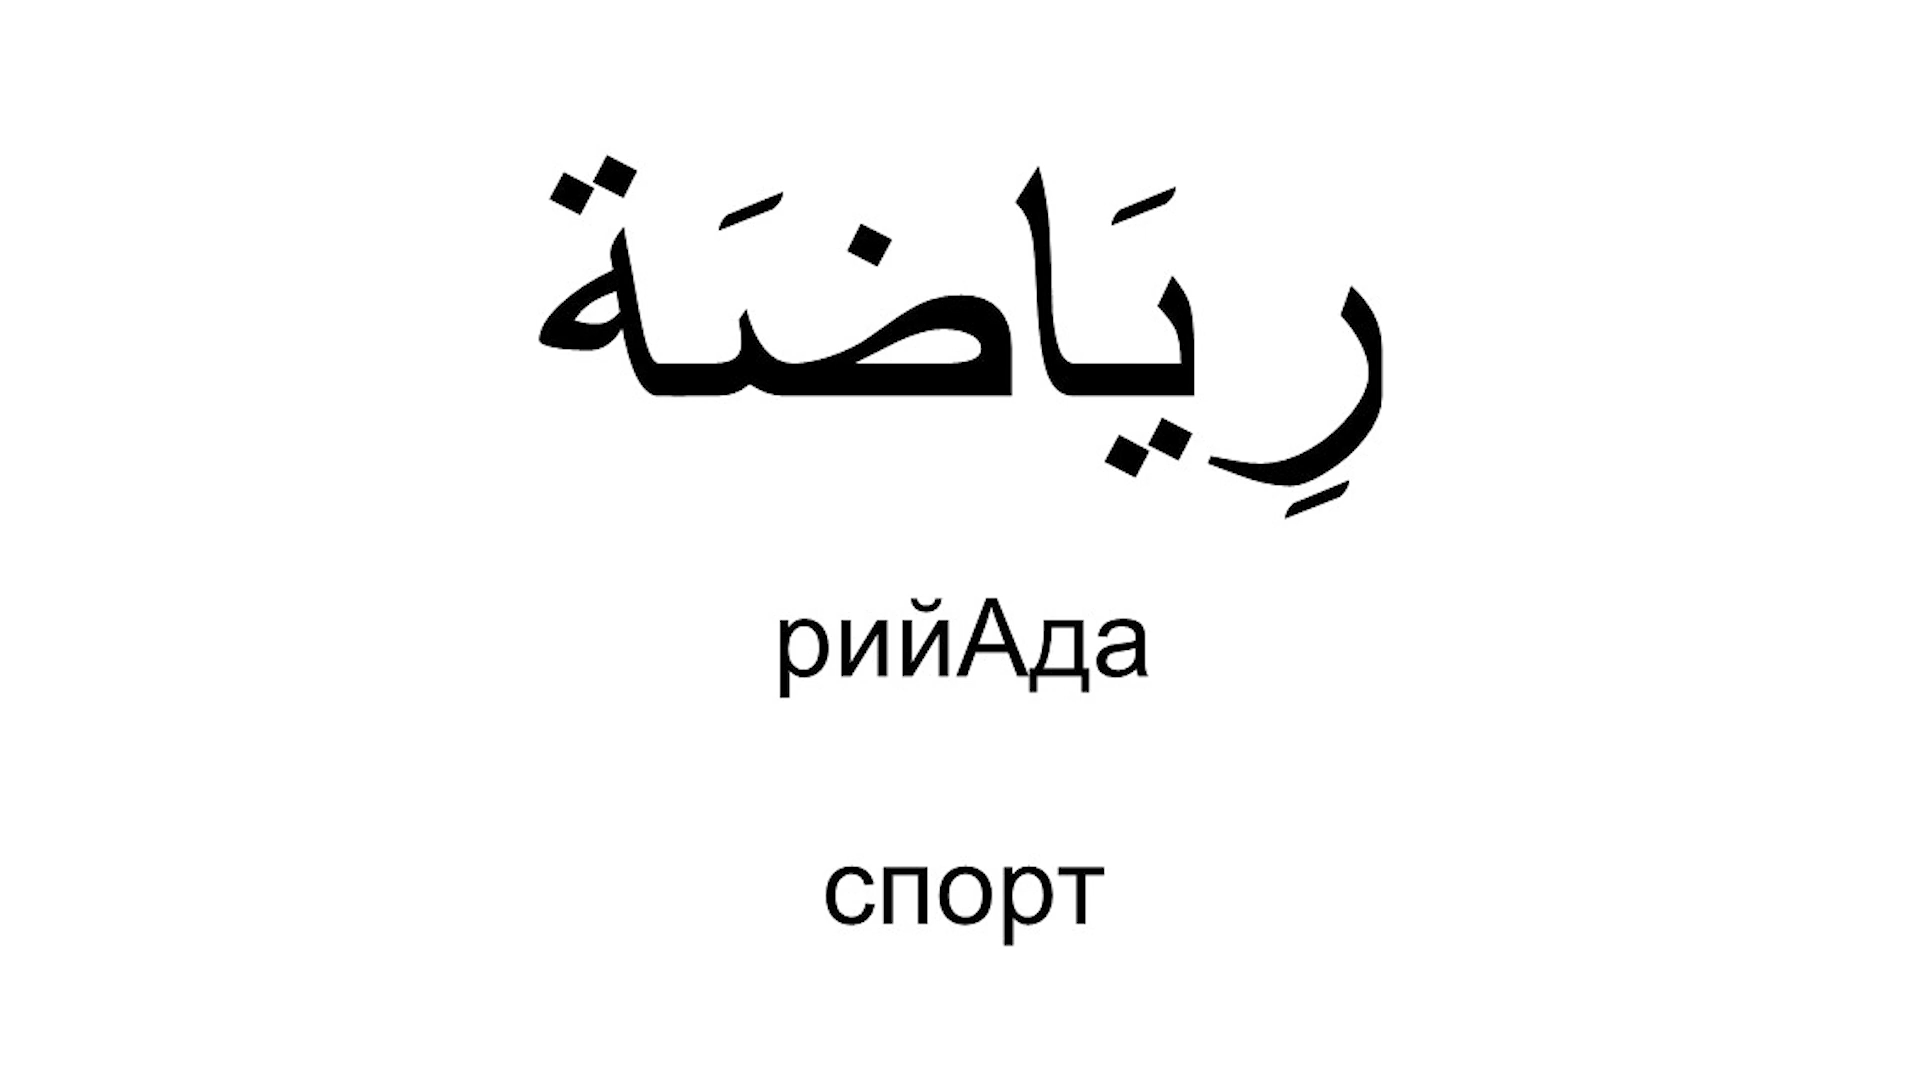 رِيَاضَة
рийАда
спорт